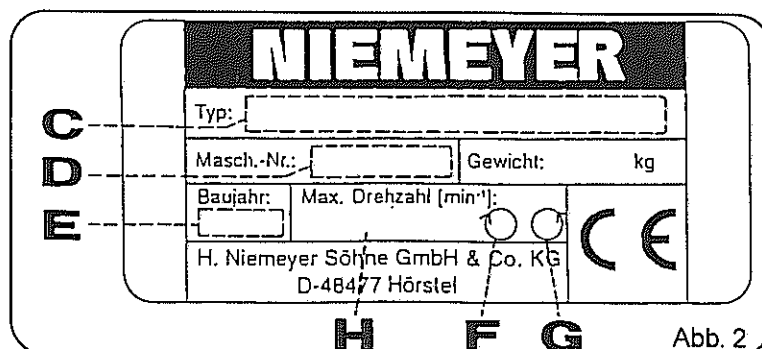 NIEMEYER
C
Typ:
D
Masch.-Nr.:
Gewicht: kg
E
Baujahr:
Max. Drehzahl [min⁻¹]:
CE
H. Niemeyer Söhne GmbH & Co. KG
D-48477 Hörstel
H F G
Abb. 2